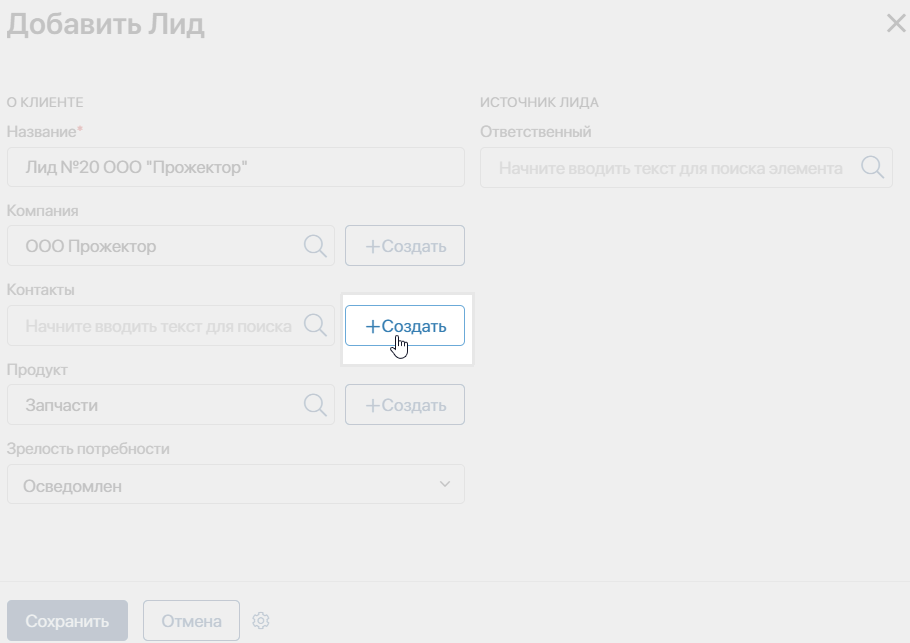 Добавить Лид
О КЛИЕНТЕ
Название*
Лид №20 ООО "Прожектор"
Компания
ООО Прожектор
+Создать
Контакты
Начните вводить текст для поиска
+Создать
Продукт
Запчасти
+Создать
Зрелость потребности
Осведомлен
ИСТОЧНИК ЛИДА
Ответственный
Начните вводить текст для поиска элемента
Сохранить
Отмена